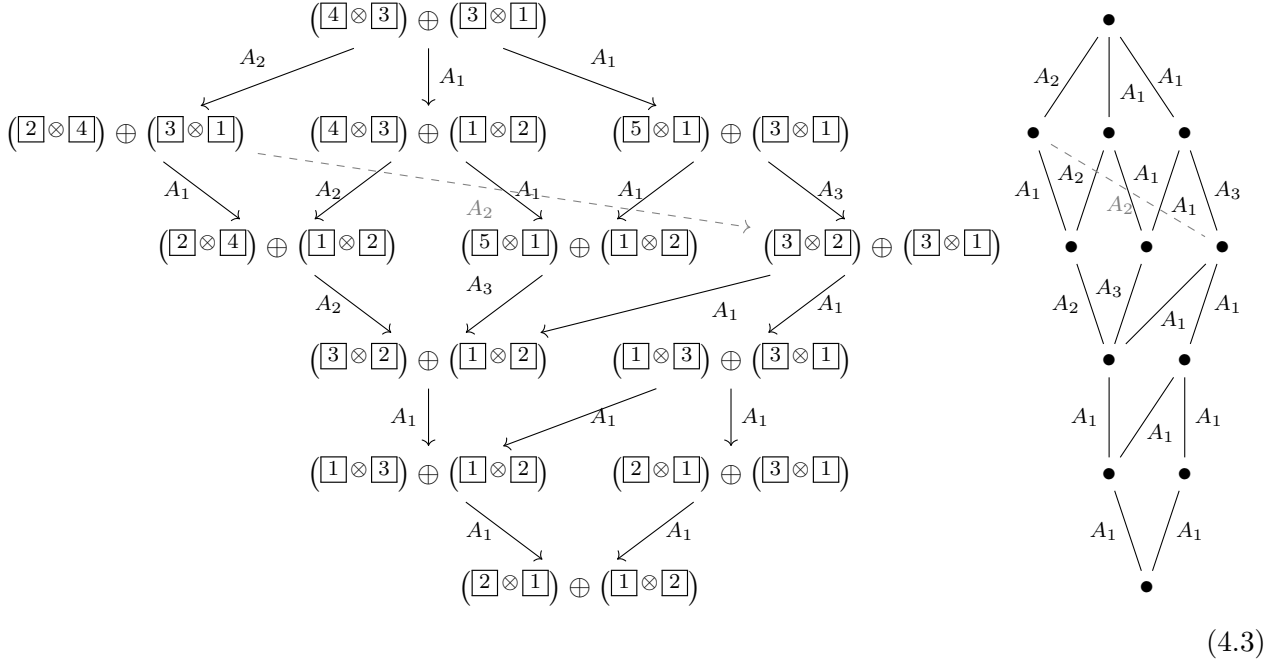 (4 ⊗ 3) ⊕ (3 ⊗ 1)
A₂ A₁ A₁ A₂ A₁ A₁
(2 ⊗ 4) ⊕ (3 ⊗ 1) (4 ⊗ 3) ⊕ (1 ⊗ 2) (5 ⊗ 1) ⊕ (3 ⊗ 1)
A₁ A₂ A₁ A₁ A₃ A₁ A₂ A₁ A₁ A₃
A₂ A₂
(2 ⊗ 4) ⊕ (1 ⊗ 2) (5 ⊗ 1) ⊕ (1 ⊗ 2) (3 ⊗ 2) ⊕ (3 ⊗ 1)
A₂ A₃ A₁ A₁ A₂ A₃ A₁ A₁
(3 ⊗ 2) ⊕ (1 ⊗ 2) (1 ⊗ 3) ⊕ (3 ⊗ 1)
A₁ A₁ A₁ A₁ A₁ A₁
(1 ⊗ 3) ⊕ (1 ⊗ 2) (2 ⊗ 1) ⊕ (3 ⊗ 1)
A₁ A₁ A₁ A₁
(2 ⊗ 1) ⊕ (1 ⊗ 2)
(4.3)